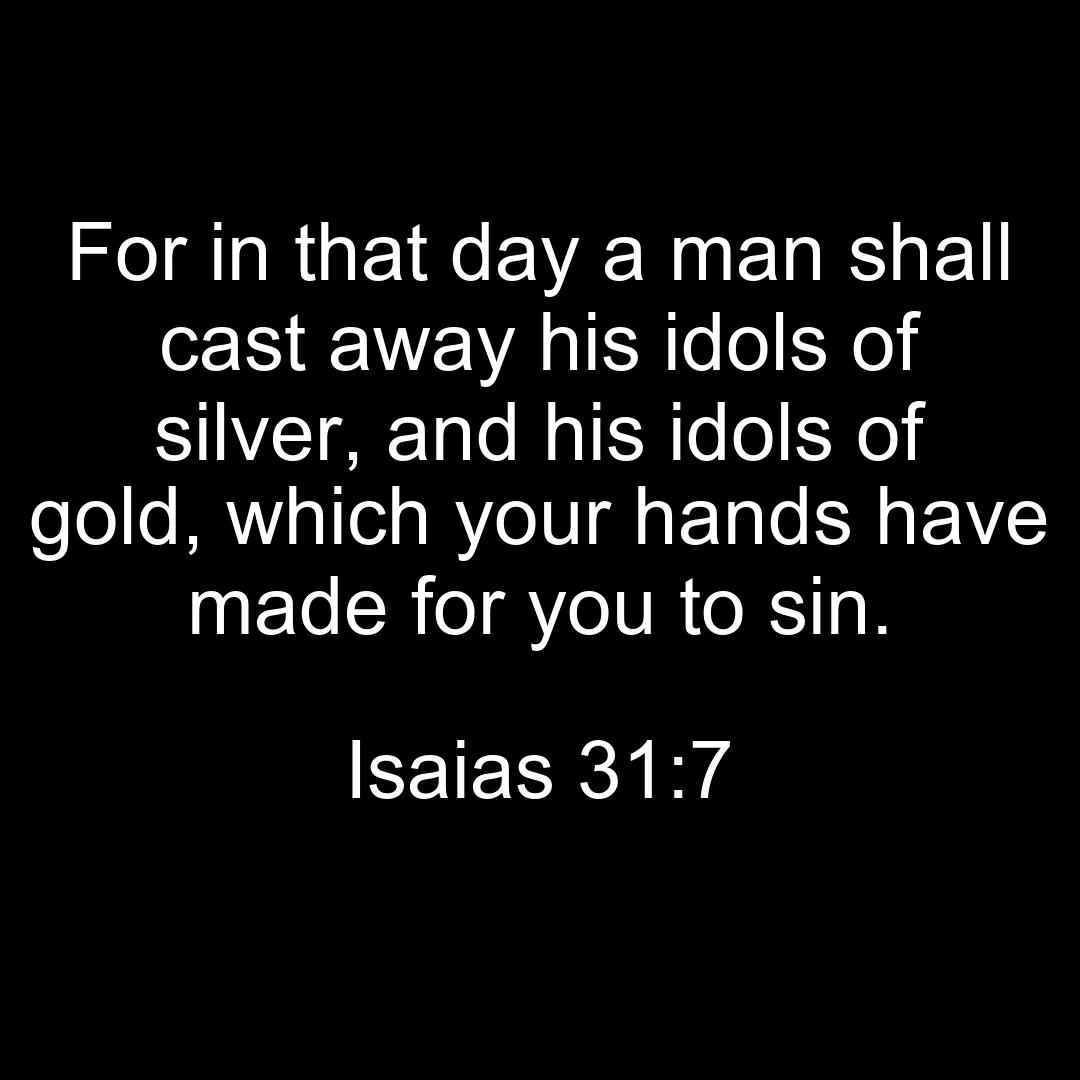 For in that day a man shall
cast away his idols of
silver, and his idols of
gold, which your hands have
made for you to sin.
Isaias 31:7